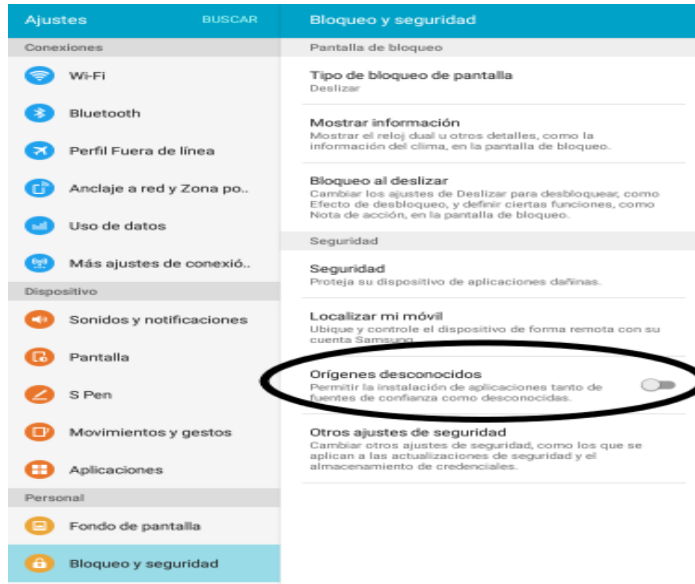 Ajustes
BUSCAR
Conexiones
Wi-Fi
Bluetooth
Perfil Fuera de línea
Anclaje a red y Zona po..
Uso de datos
Más ajustes de conexió..
Dispositivo
Sonidos y notificaciones
Pantalla
S Pen
Movimientos y gestos
Aplicaciones
Personal
Fondo de pantalla
Bloqueo y seguridad
Bloqueo y seguridad
Pantalla de bloqueo
Tipo de bloqueo de pantalla
Deslizar
Mostrar información
Mostrar el reloj dual u otros detalles, como la
información del clima, en la pantalla de bloqueo.
Bloqueo al deslizar
Cambiar los ajustes de Deslizar para desbloquear, como
Efecto de desbloqueo, y definir ciertas funciones, como
Nota de acción, en la pantalla de bloqueo.
Seguridad
Seguridad
Proteja su dispositivo de aplicaciones dañinas.
Localizar mi móvil
Ubique y controle el dispositivo de forma remota con su
cuenta Samsung.
Orígenes desconocidos
Permitir la instalación de aplicaciones tanto de
fuentes de confianza como desconocidas.
Otros ajustes de seguridad
Cambiar otros ajustes de seguridad, como los que se
aplican a las actualizaciones de seguridad y el
almacenamiento de credenciales.